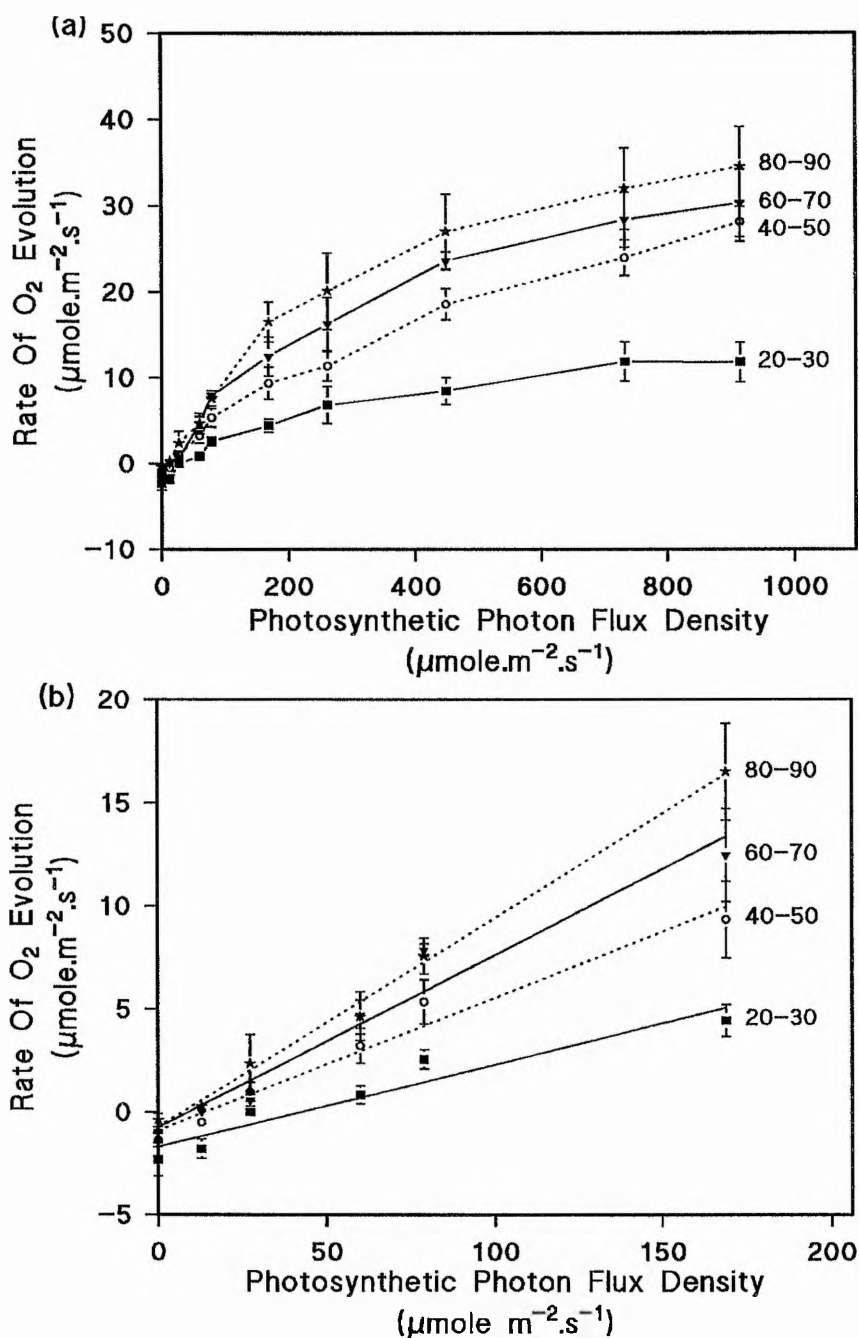 (a)
50
40
30
20
10
0
−10
Rate Of O₂ Evolution
(µmole.m⁻².s⁻¹)
80−90
60−70
40−50
20−30
0 200 400 600 800 1000
Photosynthetic Photon Flux Density
(µmole.m⁻².s⁻¹)
(b)
20
15
10
5
0
−5
Rate Of O₂ Evolution
(µmole.m⁻².s⁻¹)
80−90
60−70
40−50
20−30
0 50 100 150 200
Photosynthetic Photon Flux Density
(µmole m⁻².s⁻¹)